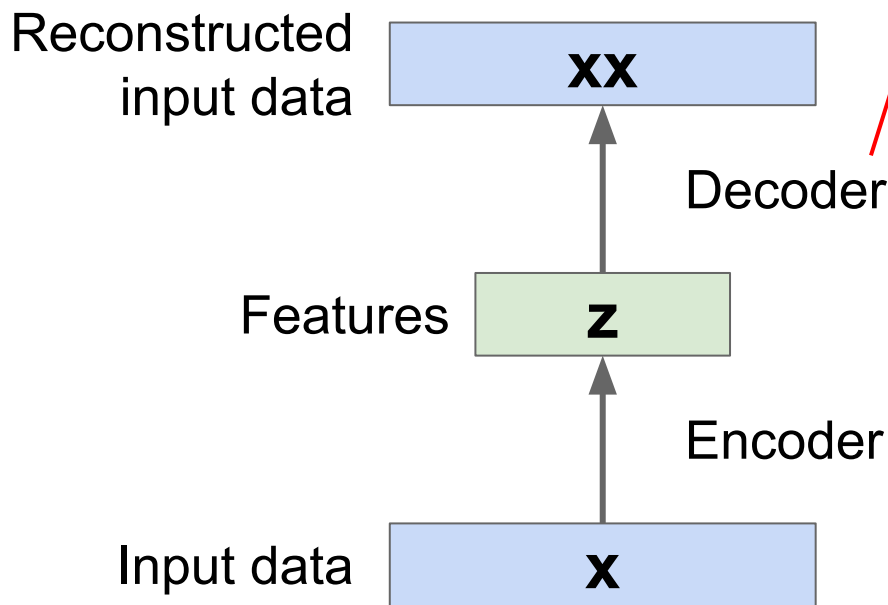 Reconstructed
input data
xx
Decoder
Features
z
Encoder
Input data
x